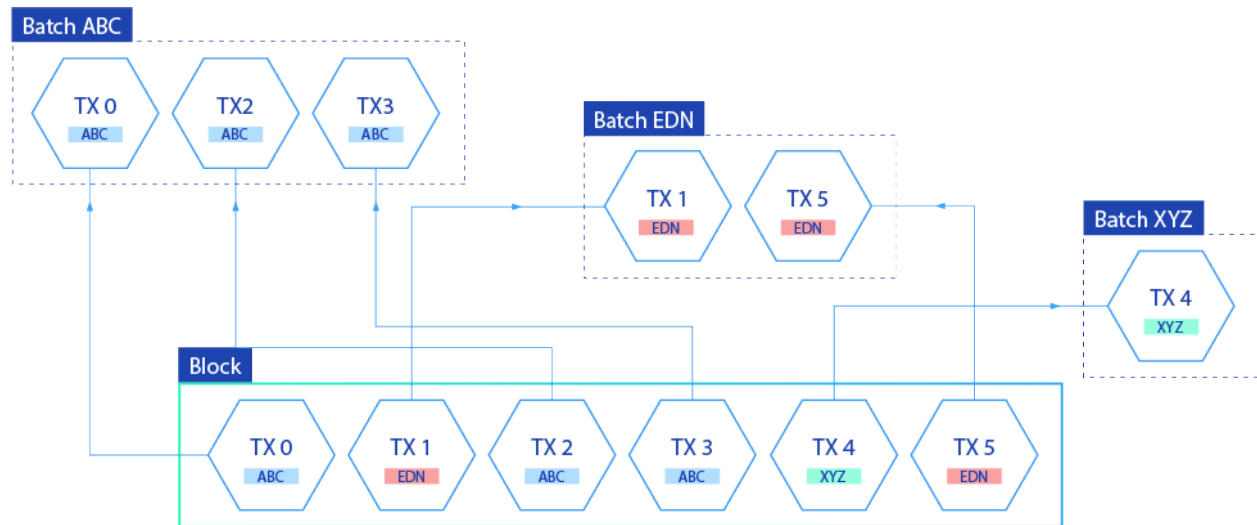 Batch ABC
TX 0
ABC
TX2
ABC
TX3
ABC
Batch EDN
TX 1
EDN
TX 5
EDN
Batch XYZ
TX 4
XYZ
Block
TX 0
ABC
TX 1
EDN
TX 2
ABC
TX 3
ABC
TX 4
XYZ
TX 5
EDN